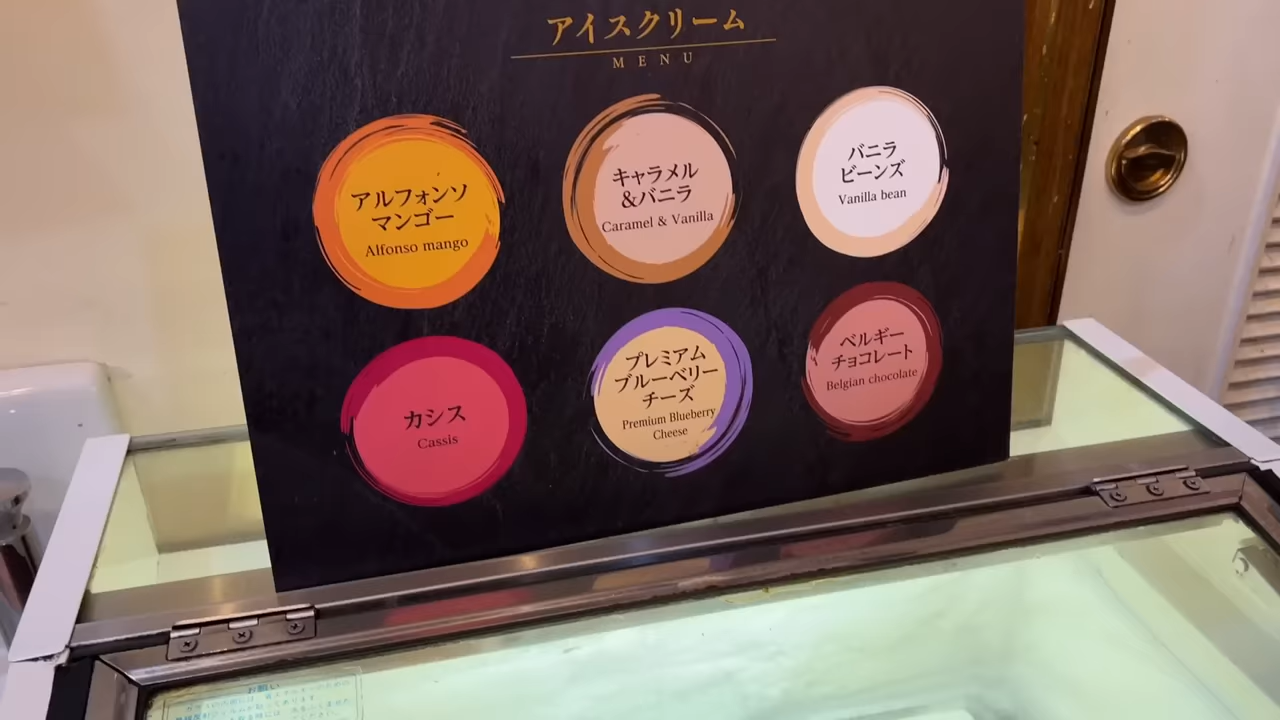 アイスクリーム
MENU
アルフォンソ
マンゴー
Alfonso mango
キャラメル
&バニラ
Caramel & Vanilla
バニラ
ビーンズ
Vanilla bean
カシス
Cassis
プレミアム
ブルーベリー
チーズ
Premium Blueberry
Cheese
ベルギー
チョコレート
Belgian chocolate
お願い